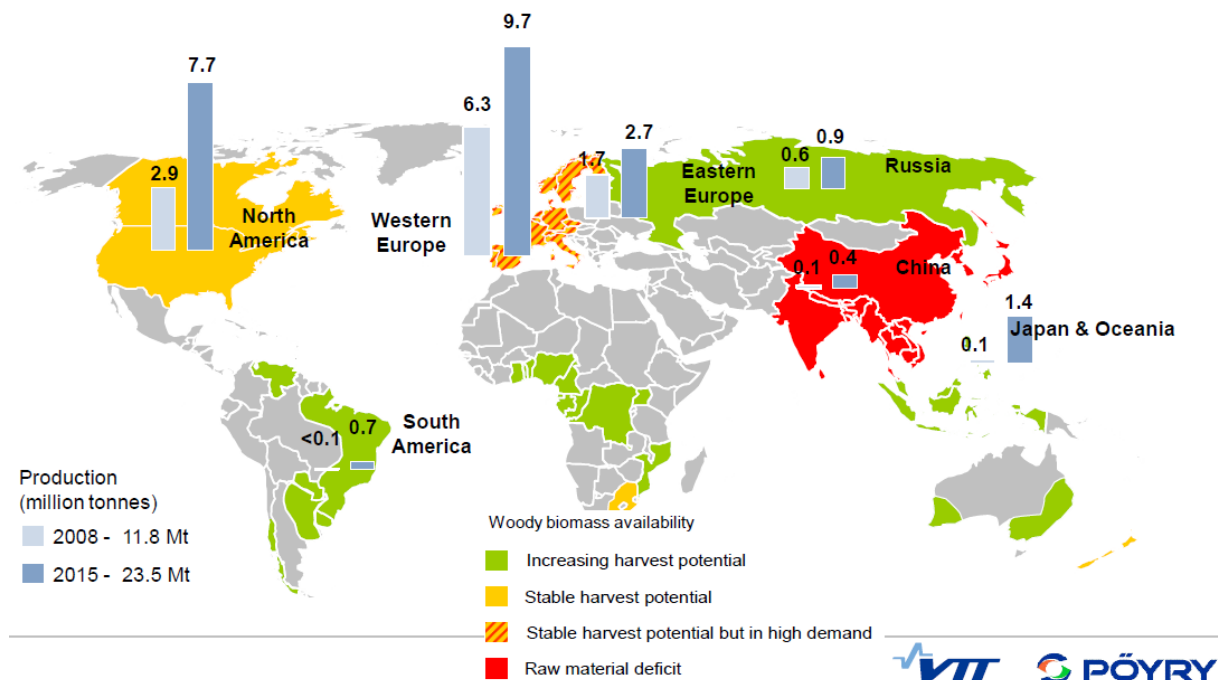 9.7
7.7
6.3
2.9
North
America
Western
Europe
1.7
2.7
Eastern
Europe
0.6
0.9
Russia
China
0.1
0.4
1.4
Japan & Oceania
0.1
South
America
<0.1
0.7
Production
(million tonnes)
2008 - 11.8 Mt
2015 - 23.5 Mt
Woody biomass availability
Increasing harvest potential
Stable harvest potential
Stable harvest potential but in high demand
Raw material deficit
VTT
PÖYRY